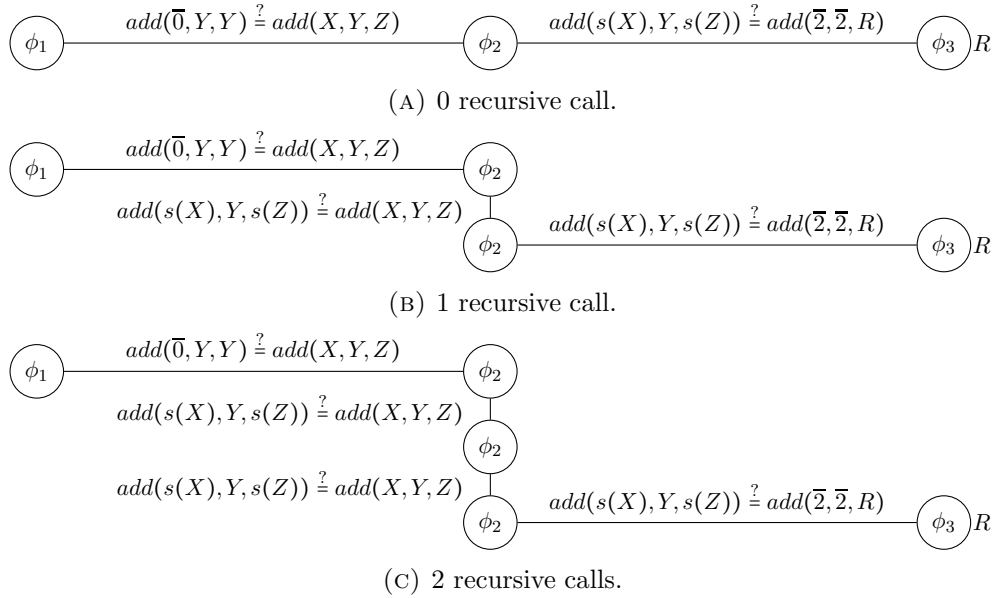 add(0̅, Y, Y) ≟ add(X, Y, Z) add(s(X), Y, s(Z)) ≟ add(2̅, 2̅, R)
ϕ₁ ϕ₂ ϕ₃ R
(A) 0 recursive call.
add(0̅, Y, Y) ≟ add(X, Y, Z)
ϕ₁ ϕ₂
add(s(X), Y, s(Z)) ≟ add(X, Y, Z) add(s(X), Y, s(Z)) ≟ add(2̅, 2̅, R)
ϕ₂ ϕ₃ R
(B) 1 recursive call.
add(0̅, Y, Y) ≟ add(X, Y, Z)
ϕ₁ ϕ₂
add(s(X), Y, s(Z)) ≟ add(X, Y, Z)
ϕ₂
add(s(X), Y, s(Z)) ≟ add(X, Y, Z) add(s(X), Y, s(Z)) ≟ add(2̅, 2̅, R)
ϕ₂ ϕ₃ R
(C) 2 recursive calls.